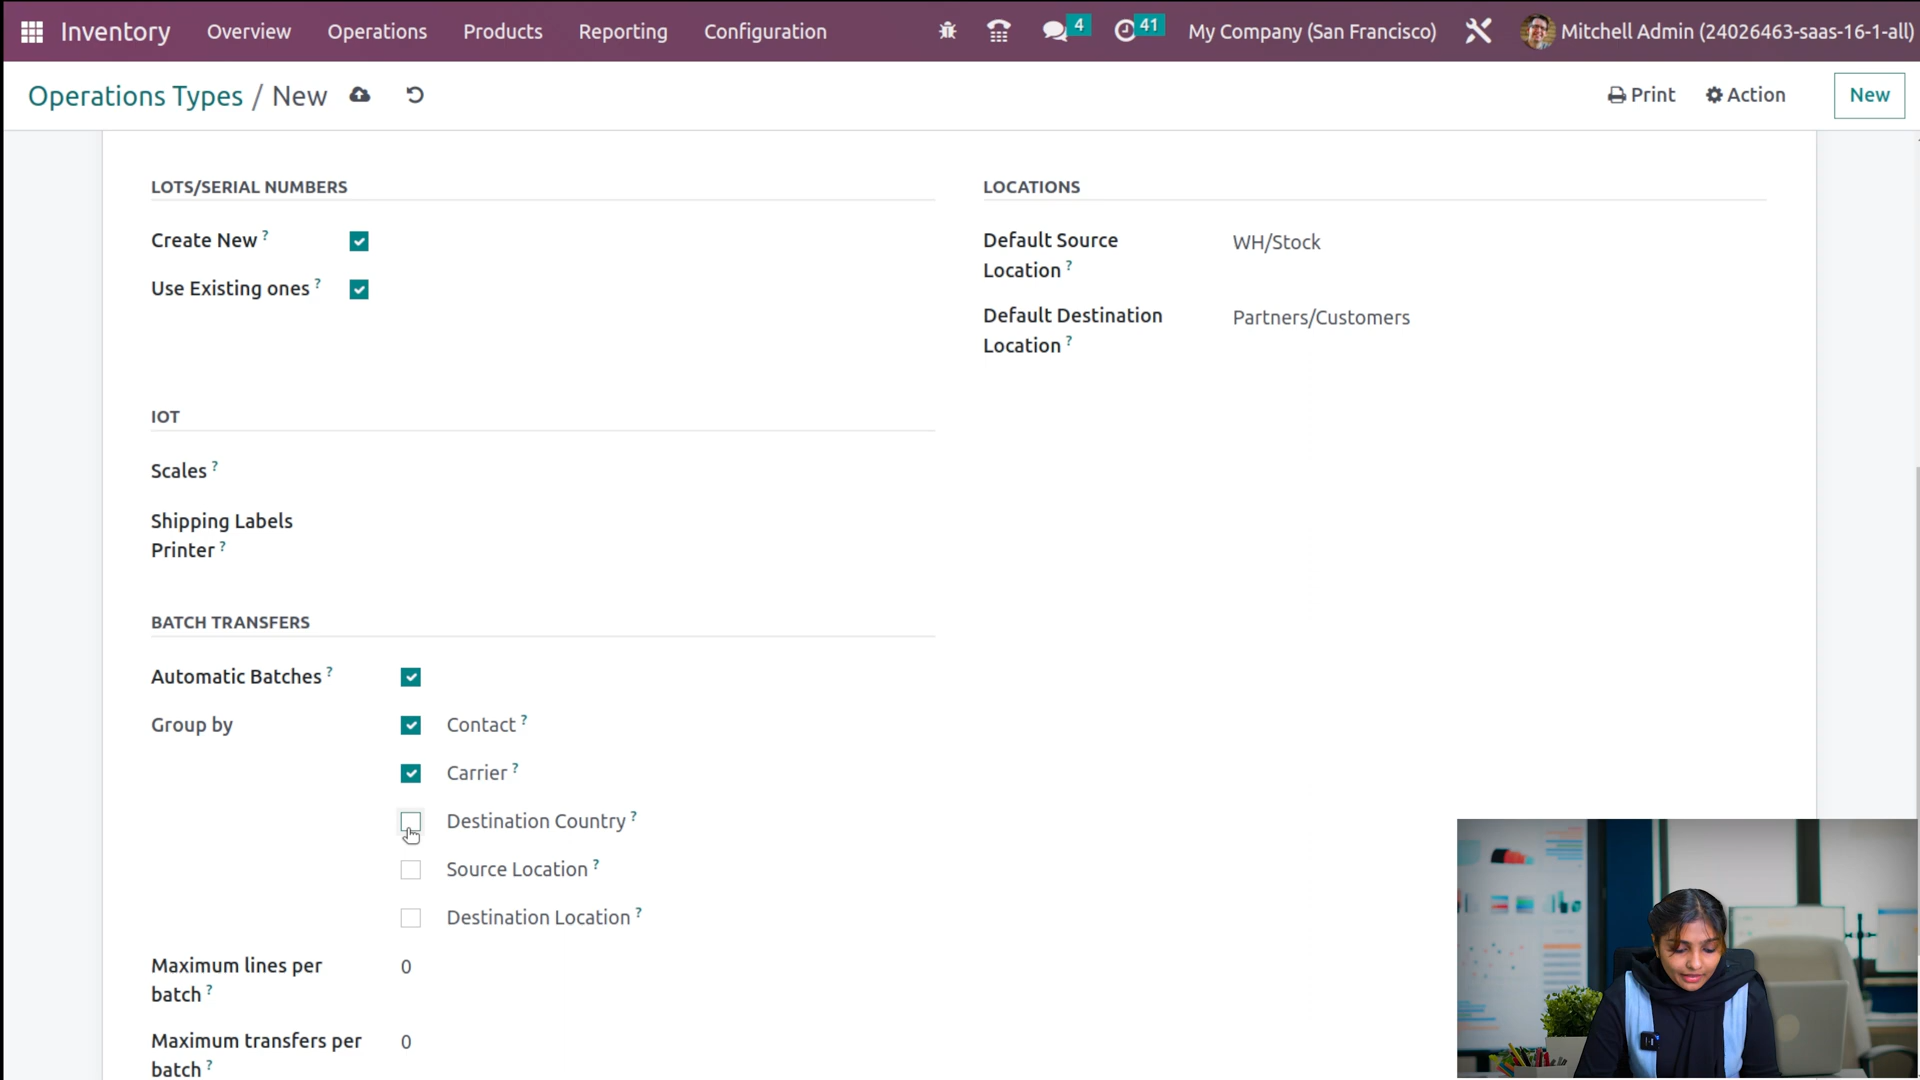 Inventory Overview Operations Products Reporting Configuration 4 41 My Company (San Francisco) Mitchell Admin (24026463-saas-16-1-all)
Operations Types / New Print Action New
LOTS/SERIAL NUMBERS
Create New ?
Use Existing ones ?
LOCATIONS
Default Source WH/Stock
Location ?
Default Destination Partners/Customers
Location ?
IOT
Scales ?
Shipping Labels
Printer ?
BATCH TRANSFERS
Automatic Batches ?
Group by Contact ?
Carrier ?
Destination Country ?
Source Location ?
Destination Location ?
Maximum lines per 0
batch ?
Maximum transfers per 0
batch ?